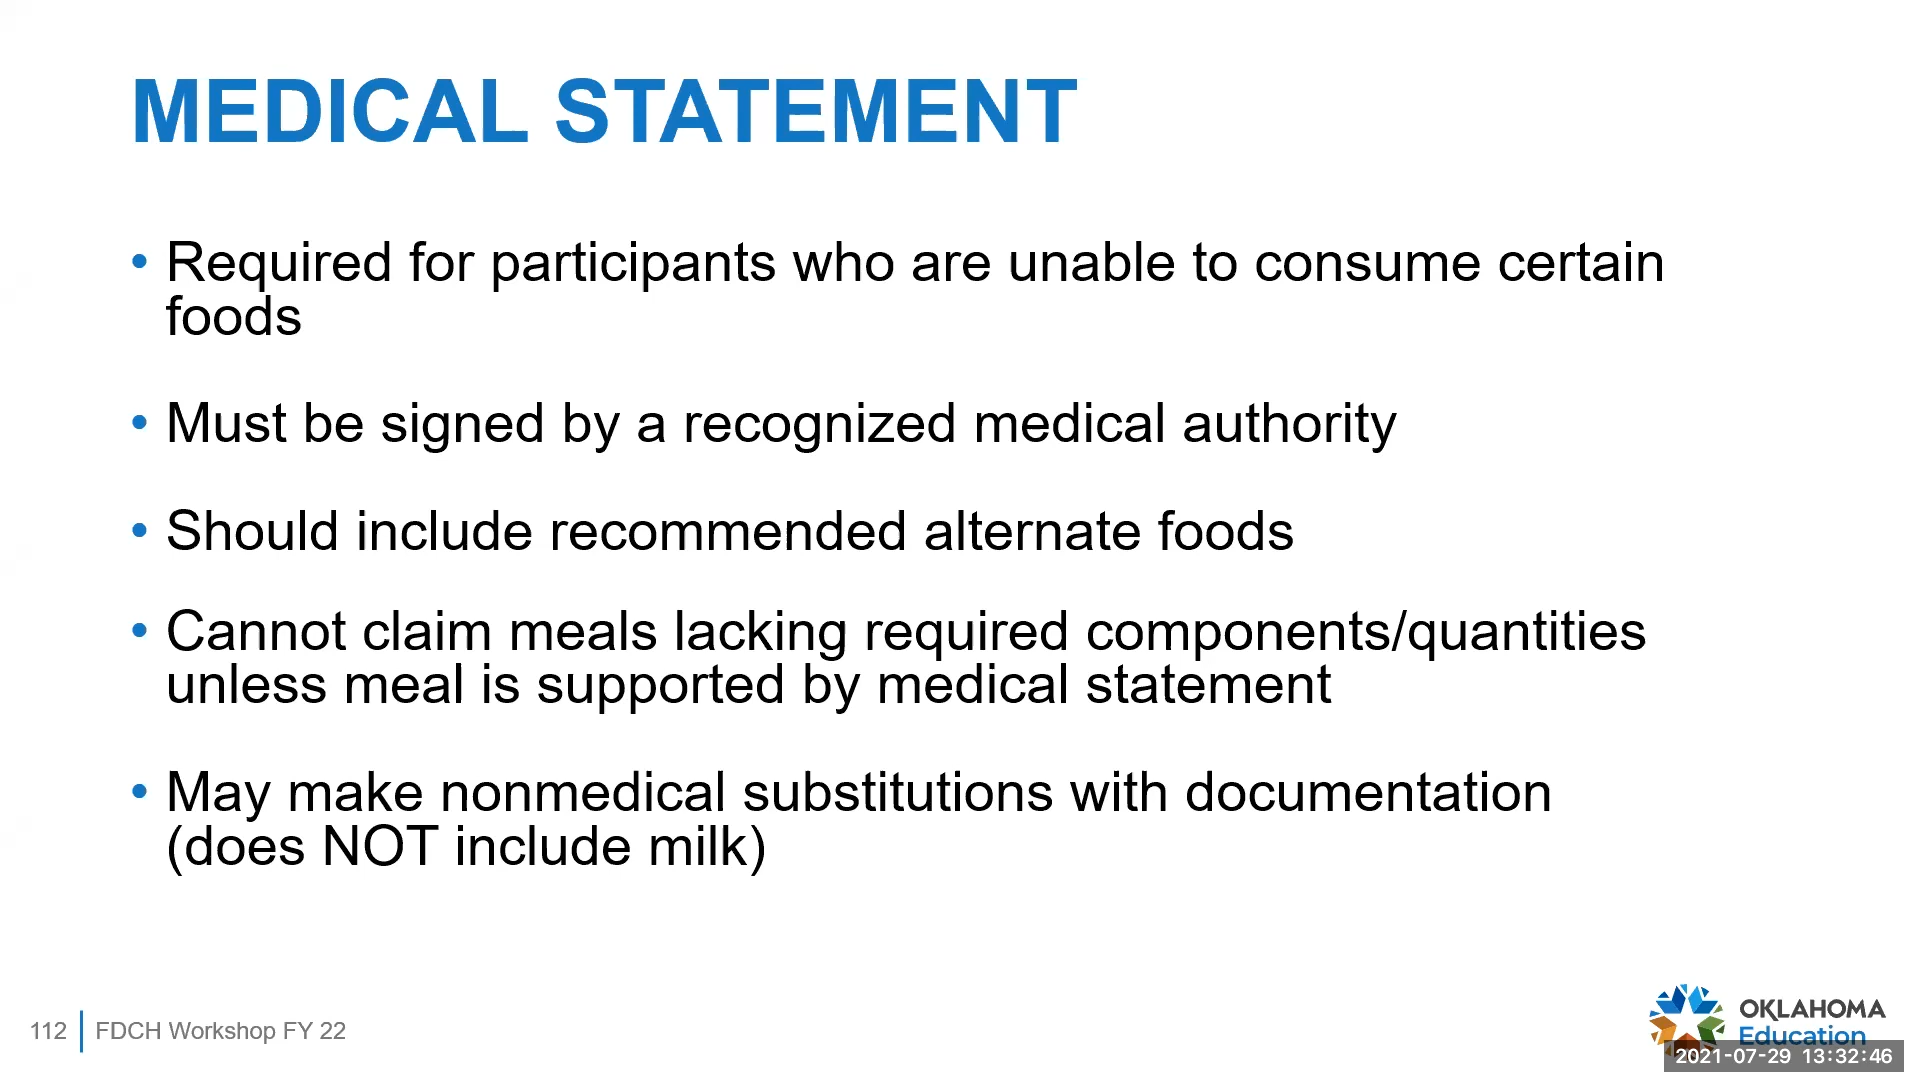 MEDICAL STATEMENT
• Required for participants who are unable to consume certain
foods
• Must be signed by a recognized medical authority
• Should include recommended alternate foods
• Cannot claim meals lacking required components/quantities
unless meal is supported by medical statement
• May make nonmedical substitutions with documentation
(does NOT include milk)
112 FDCH Workshop FY 22
OKLAHOMA
Education
2021-07-29 13:32:46